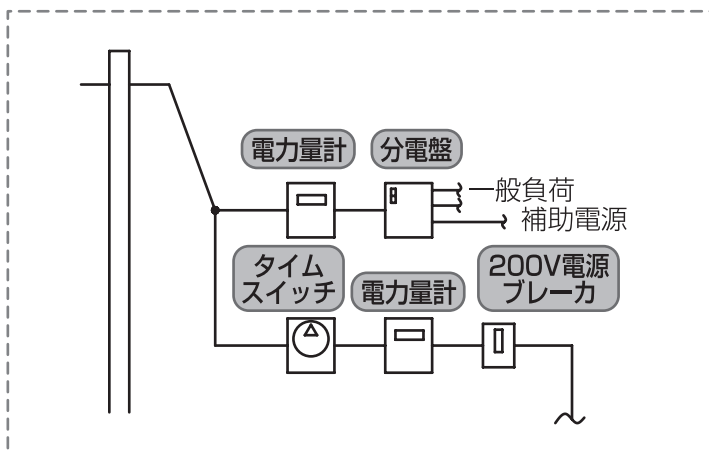 電力量計
分電盤
一般負荷
補助電源
タイム
スイッチ
電力量計
200V電源
ブレーカ